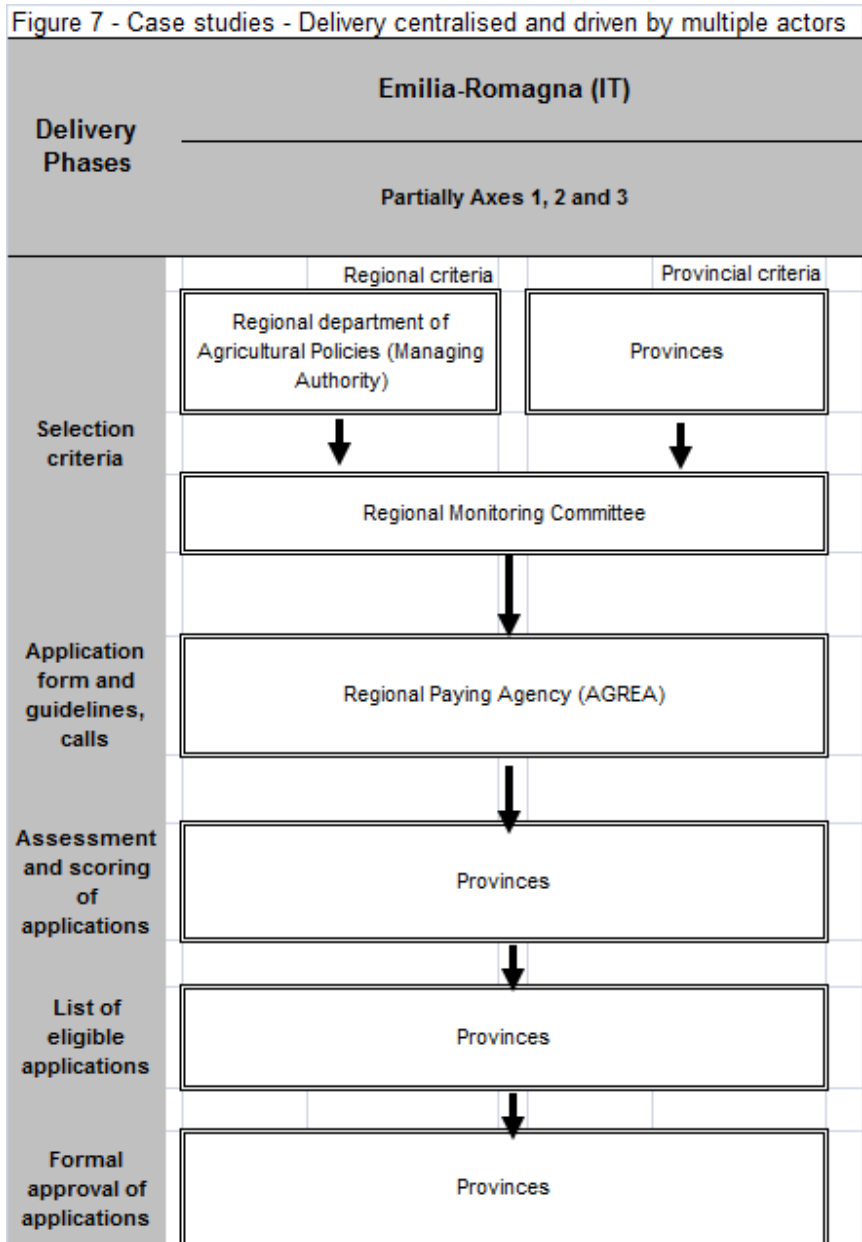 Figure 7 - Case studies - Delivery centralised and driven by multiple actors
Delivery
Phases
Emilia-Romagna (IT)
Partially Axes 1, 2 and 3
Selection
criteria
Regional criteria
Provincial criteria
Regional department of
Agricultural Policies (Managing
Authority)
Provinces
Regional Monitoring Committee
Application
form and
guidelines,
calls
Regional Paying Agency (AGREA)
Assessment
and scoring
of
applications
Provinces
List of
eligible
applications
Provinces
Formal
approval of
applications
Provinces